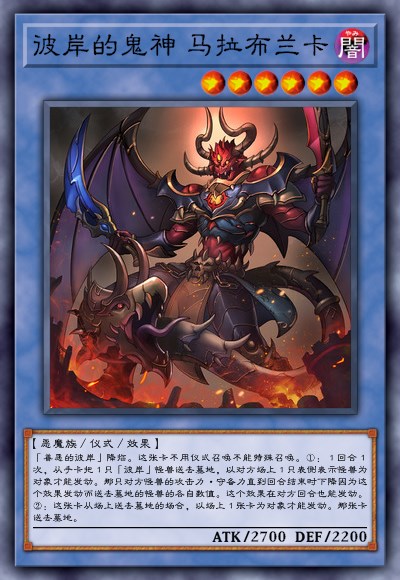 彼岸的鬼神 马拉布兰卡
やみ
闇
【恶魔族／仪式／效果】
「善恶的彼岸」降临。这张卡不用仪式召唤不能特殊召唤。①：1回合1
次，从手卡把1只「彼岸」怪兽送去墓地，以对方场上1只表侧表示怪兽为
对象才能发动。那只对方怪兽的攻击力·守备力直到回合结束时下降因为这
个效果发动而送去墓地的怪兽的各自数值。这个效果在对方回合也能发动。
②：这张卡从场上送去墓地的场合，以场上1张卡为对象才能发动。那张卡
送去墓地。
ATK/2700 DEF/2200